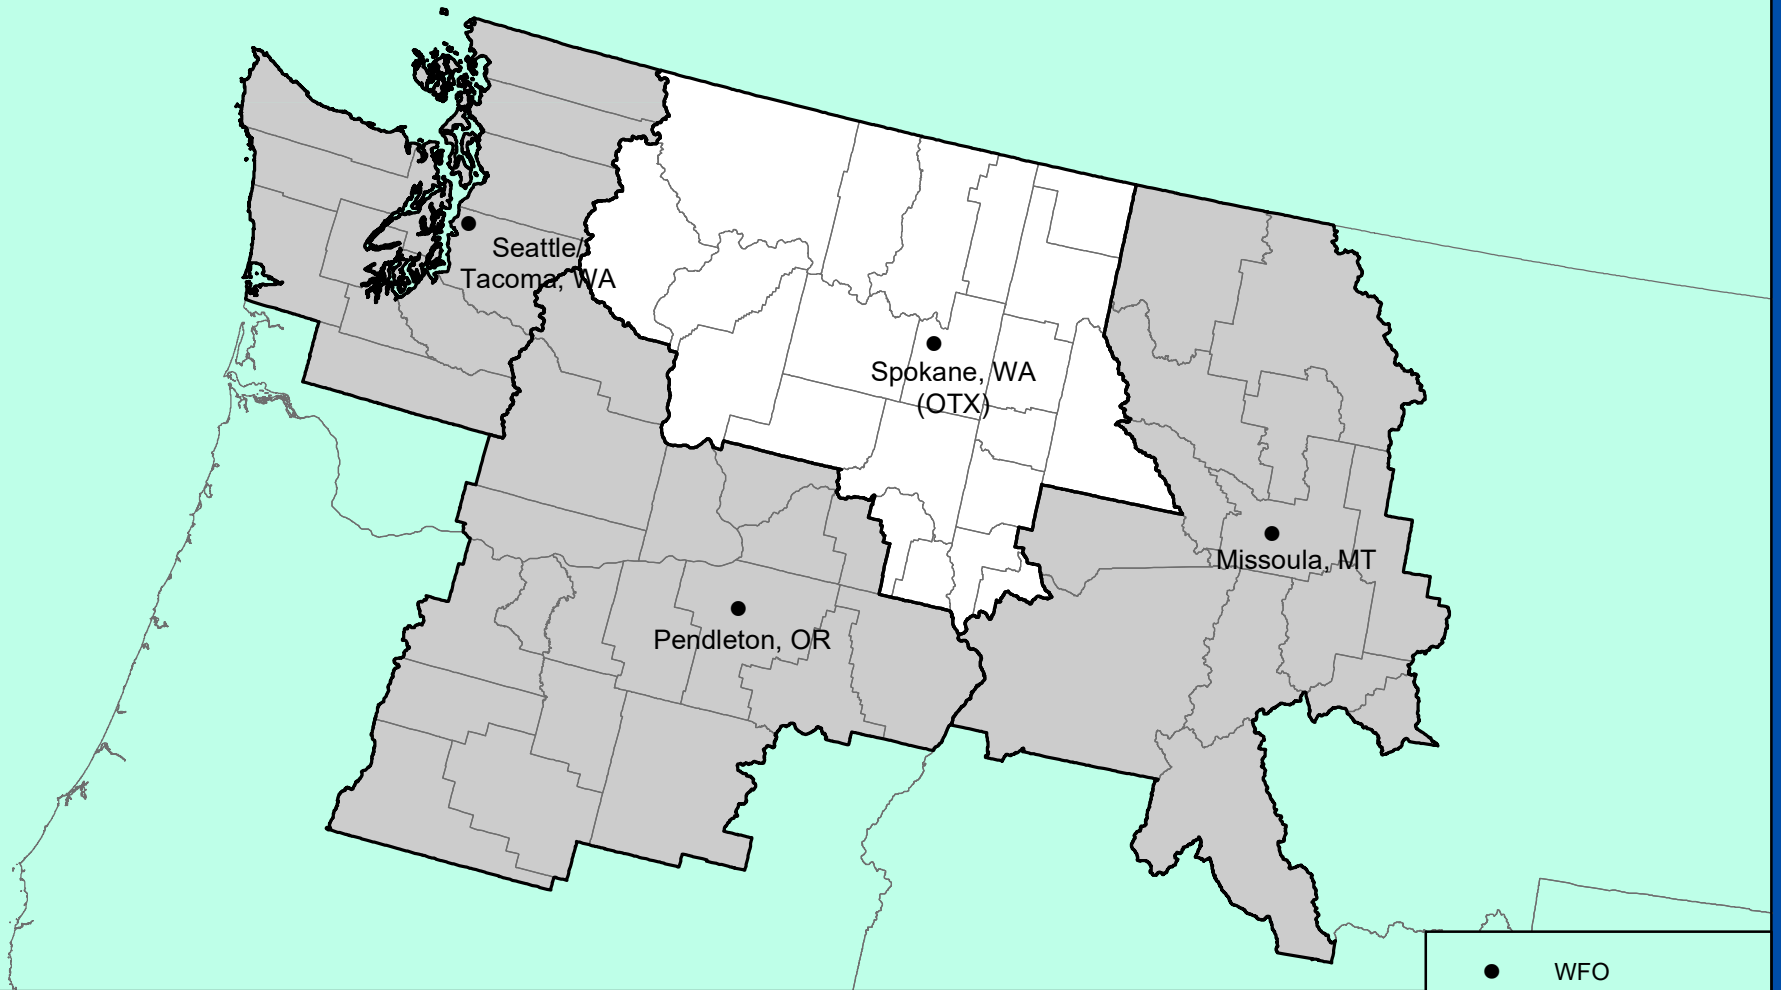 Seattle/
Tacoma, WA
Spokane, WA
(OTX)
Missoula, MT
Pendleton, OR
WFO